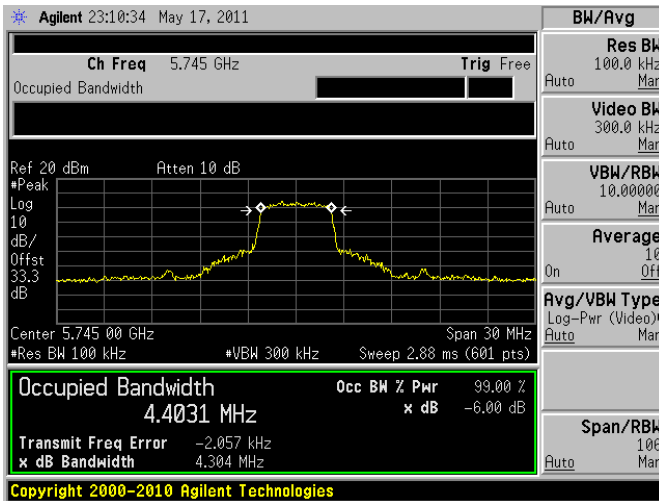 Agilent 23:10:34 May 17, 2011
BW/Avg
Ch Freq 5.745 GHz Trig Free
Occupied Bandwidth
Res BW
100.0 kHz
Auto Man
Video BW
300.0 kHz
Auto Man
VBW/RBW
10.00000
Auto Man
Average
10
On Off
Avg/VBW Type
Log-Pwr (Video)
Auto Man
Span/RBW
106
Auto Man
Ref 20 dBm Atten 10 dB
#Peak
Log
10
dB/
Offst
33.3
dB
Center 5.745 00 GHz Span 30 MHz
#Res BW 100 kHz #VBW 300 kHz Sweep 2.88 ms (601 pts)
Occupied Bandwidth
4.4031 MHz
Occ BW % Pwr 99.00 %
x dB -6.00 dB
Transmit Freq Error -2.057 kHz
x dB Bandwidth 4.304 MHz
Copyright 2000-2010 Agilent Technologies